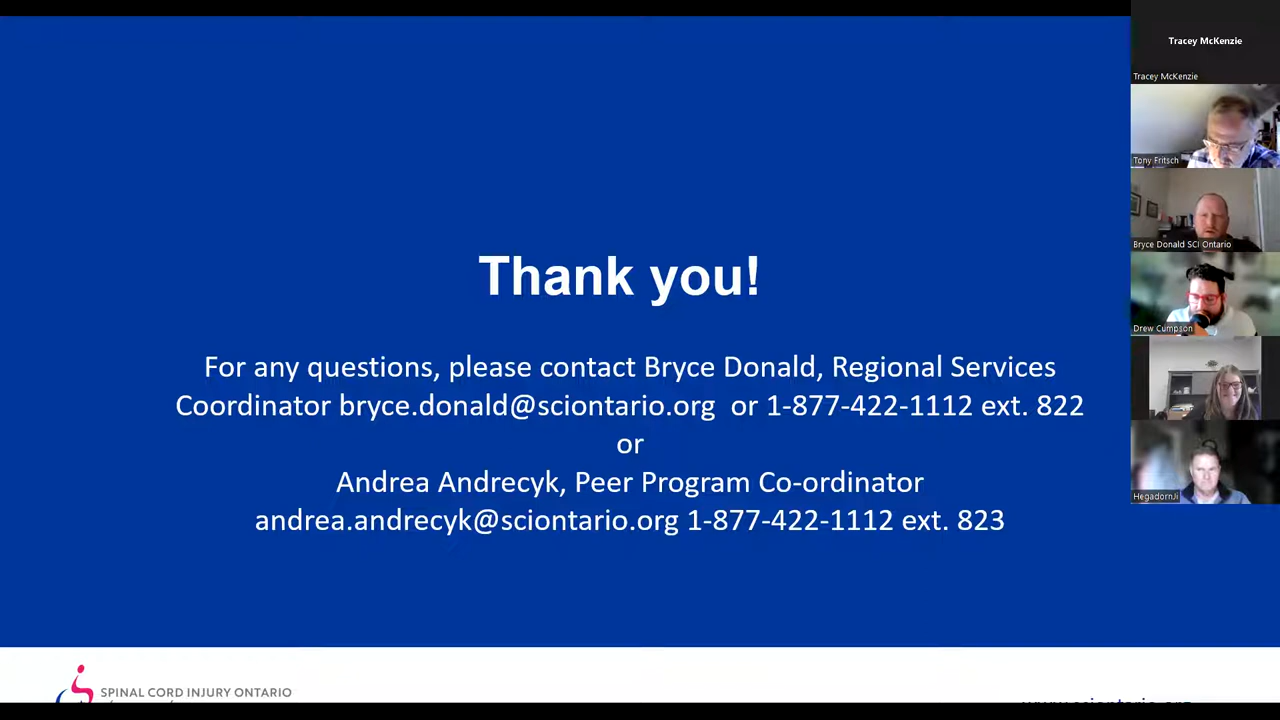 Thank you!
For any questions, please contact Bryce Donald, Regional Services
Coordinator bryce.donald@sciontario.org or 1-877-422-1112 ext. 822
or
Andrea Andrecyk, Peer Program Co-ordinator
andrea.andrecyk@sciontario.org 1-877-422-1112 ext. 823
SPINAL CORD INJURY ONTARIO
Tracey McKenzie
Tracey McKenzie
Tony Fritsch
Bryce Donald SCI Ontario
Drew Cumpson
HegadornJi